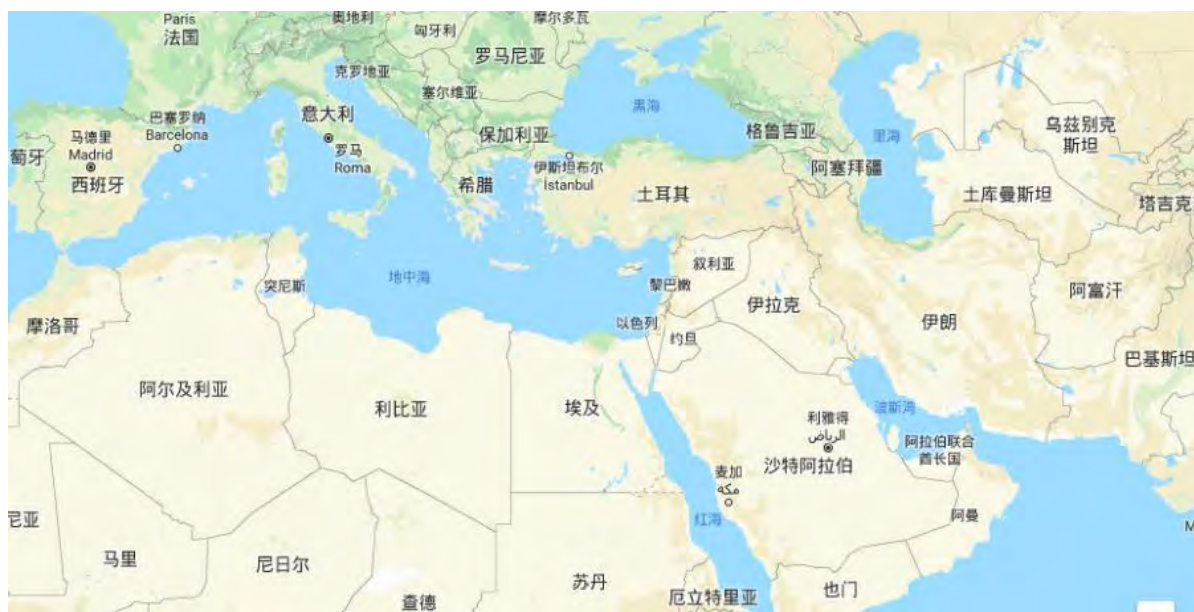 Paris
法国
奥地利
匈牙利
摩尔多瓦
罗马尼亚
克罗地亚
塞尔维亚
黑海
巴塞罗纳
Barcelona
意大利
保加利亚
格鲁吉亚
里海
乌兹别克
斯坦
马德里
Madrid
葡萄牙
西班牙
罗马
Roma
希腊
伊斯坦布尔
İstanbul
土耳其
阿塞拜疆
土库曼斯坦
塔吉克
地中海
突尼斯
叙利亚
黎巴嫩
伊拉克
伊朗
阿富汗
摩洛哥
以色列
约旦
巴基斯坦
阿尔及利亚
利比亚
埃及
利雅得
الرياض
波斯湾
沙特阿拉伯
阿拉伯联合
酋长国
麦加
مكة
红海
阿曼
尼亚
马里
尼日尔
苏丹
也门
乍得
厄立特里亚